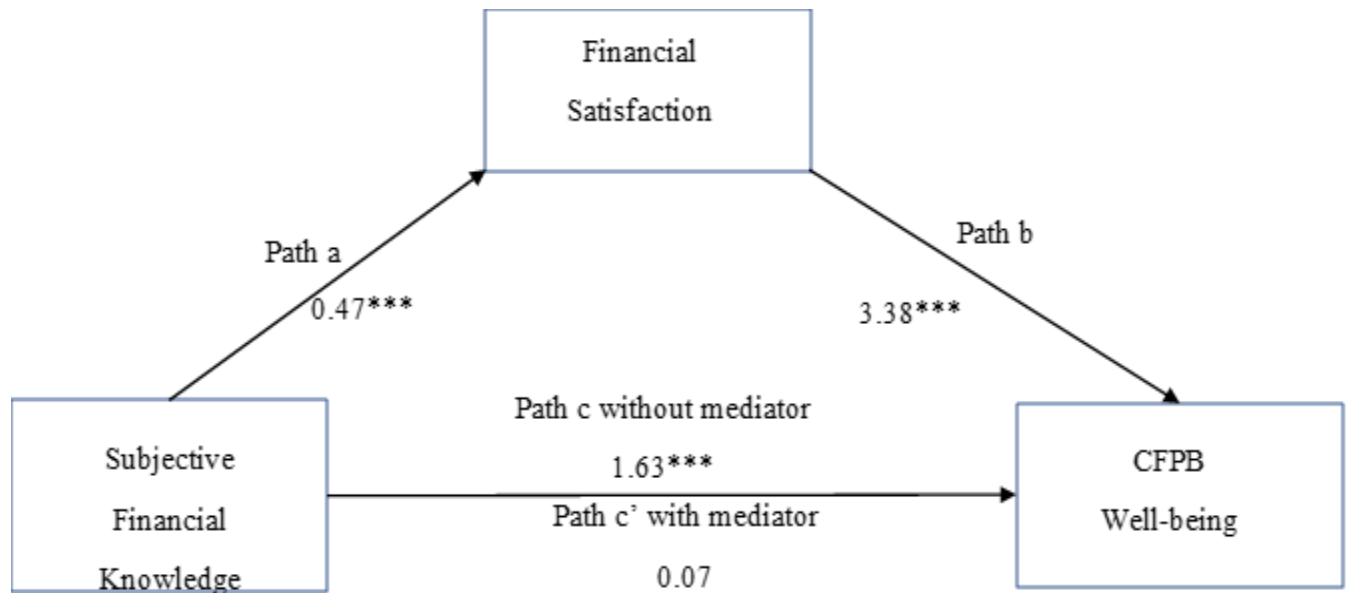 Financial
Satisfaction
Path a
0.47***
Path b
3.38***
Path c without mediator
1.63***
Path c’ with mediator
0.07
Subjective
Financial
Knowledge
CFPB
Well-being